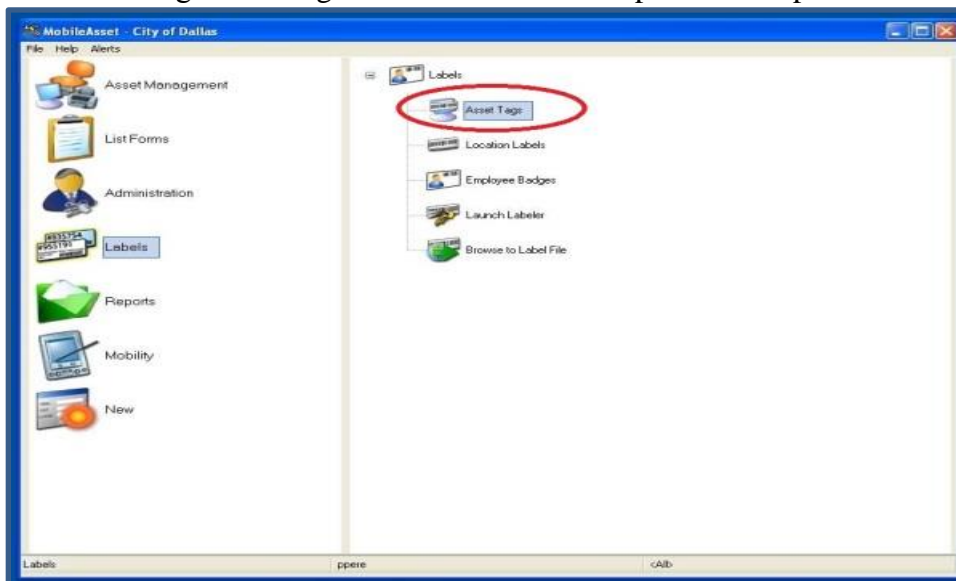 MobileAsset - City of Dallas
File Help Alerts
Asset Management
List Forms
Administration
Labels
Reports
Mobility
New
Labels
Asset Tags
Location Labels
Employee Badges
Launch Labeler
Browse to Label File
Labels ppere <All>